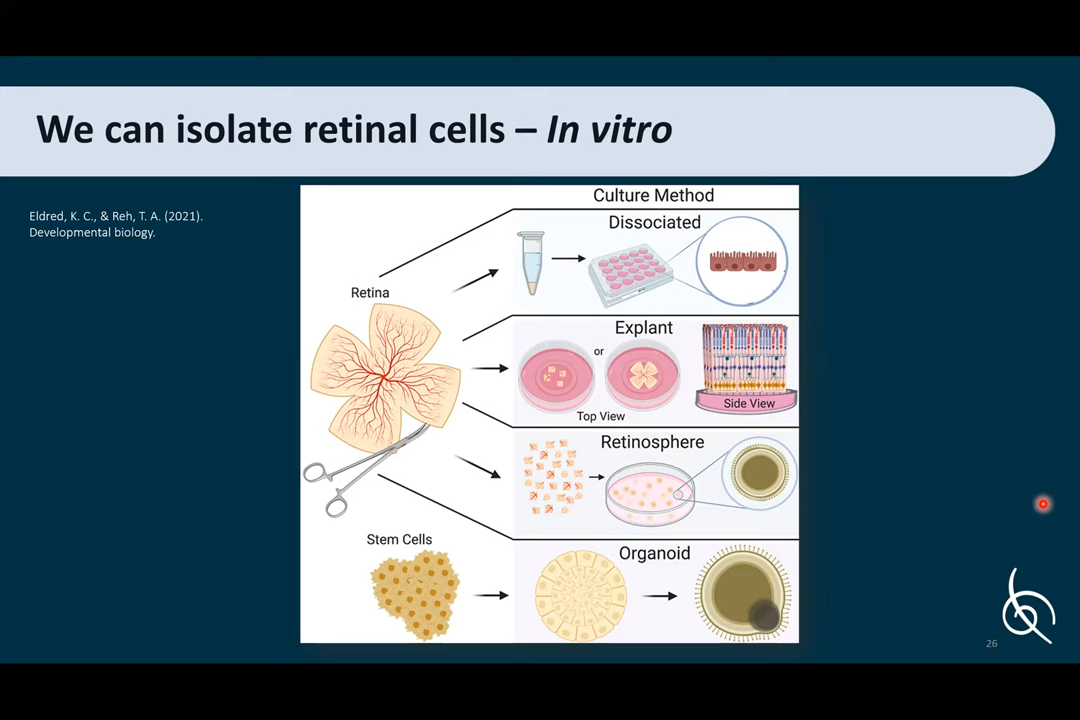 We can isolate retinal cells – In vitro
Eldred, K. C., & Reh, T. A. (2021).
Developmental biology.
Culture Method
Dissociated
Retina
Explant
or
Top View
Side View
Retinosphere
Stem Cells
Organoid
26